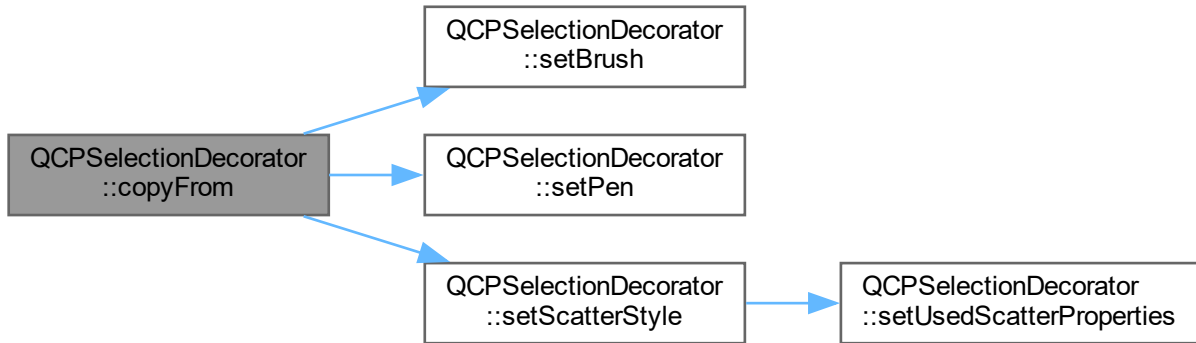 QCPSelectionDecorator
::setBrush
QCPSelectionDecorator
::copyFrom
QCPSelectionDecorator
::setPen
QCPSelectionDecorator
::setScatterStyle
QCPSelectionDecorator
::setUsedScatterProperties